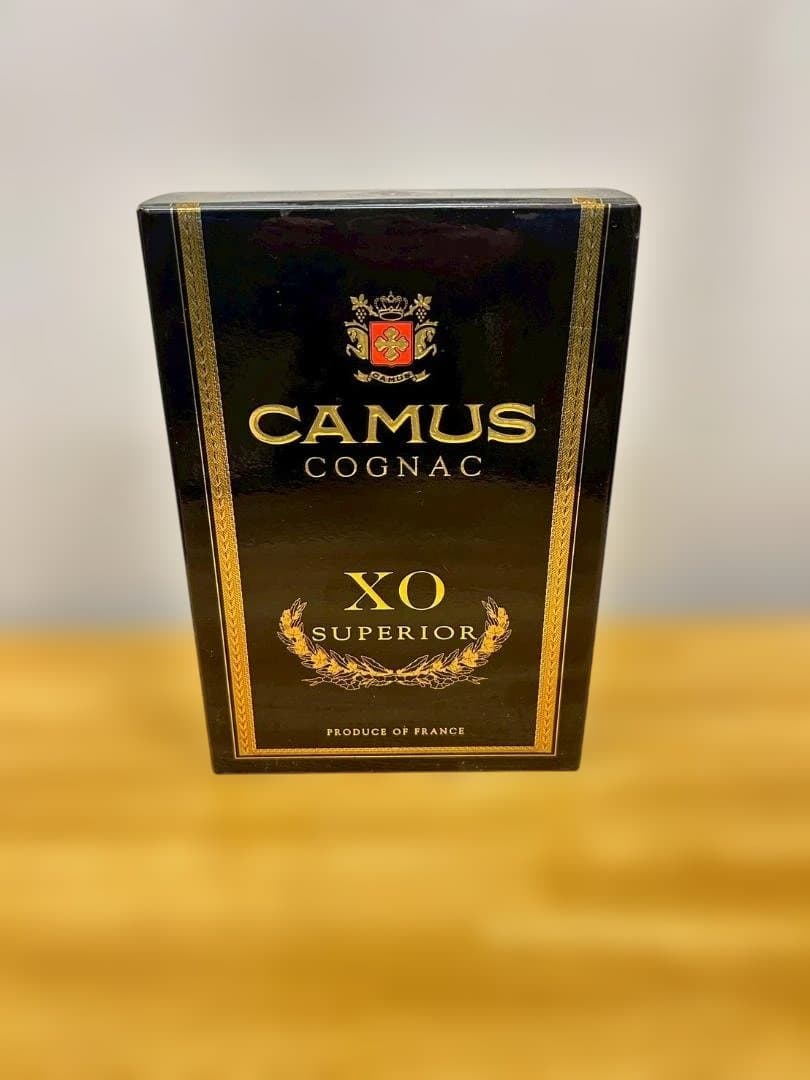 CAMUS
CAMUS
COGNAC
XO
SUPERIOR
PRODUCE OF FRANCE